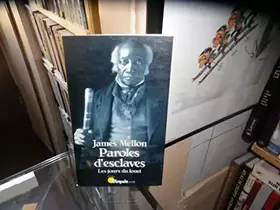 James Mellon
Paroles
d'esclaves
Les jours du fouet